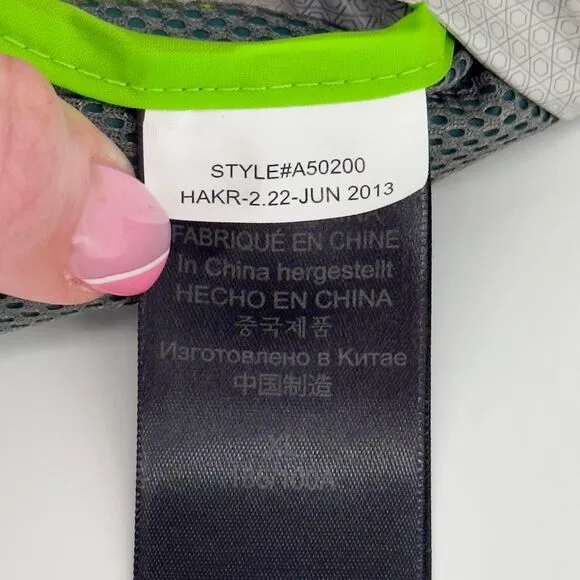 STYLE#A50200
HAKR-2.22-JUN 2013
FABRIQUÉ EN CHINE
In China hergestellt
HECHO EN CHINA
중국제품
Изготовлено в Китае
中国制造
XL